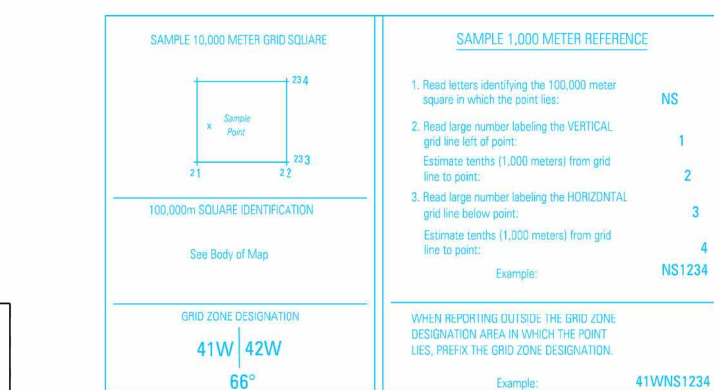 SAMPLE 10,000 METER GRID SQUARE
234
x Sample
Point
233
21 22
100,000m SQUARE IDENTIFICATION
See Body of Map
GRID ZONE DESIGNATION
41W 42W
66°
SAMPLE 1,000 METER REFERENCE
1. Read letters identifying the 100,000 meter
square in which the point lies: NS
2. Read large number labeling the VERTICAL
grid line left of point: 1
Estimate tenths (1,000 meters) from grid
line to point: 2
3. Read large number labeling the HORIZONTAL
grid line below point: 3
Estimate tenths (1,000 meters) from grid
line to point: 4
Example: NS1234
WHEN REPORTING OUTSIDE THE GRID ZONE
DESIGNATION AREA IN WHICH THE POINT
LIES, PREFIX THE GRID ZONE DESIGNATION.
Example: 41WNS1234